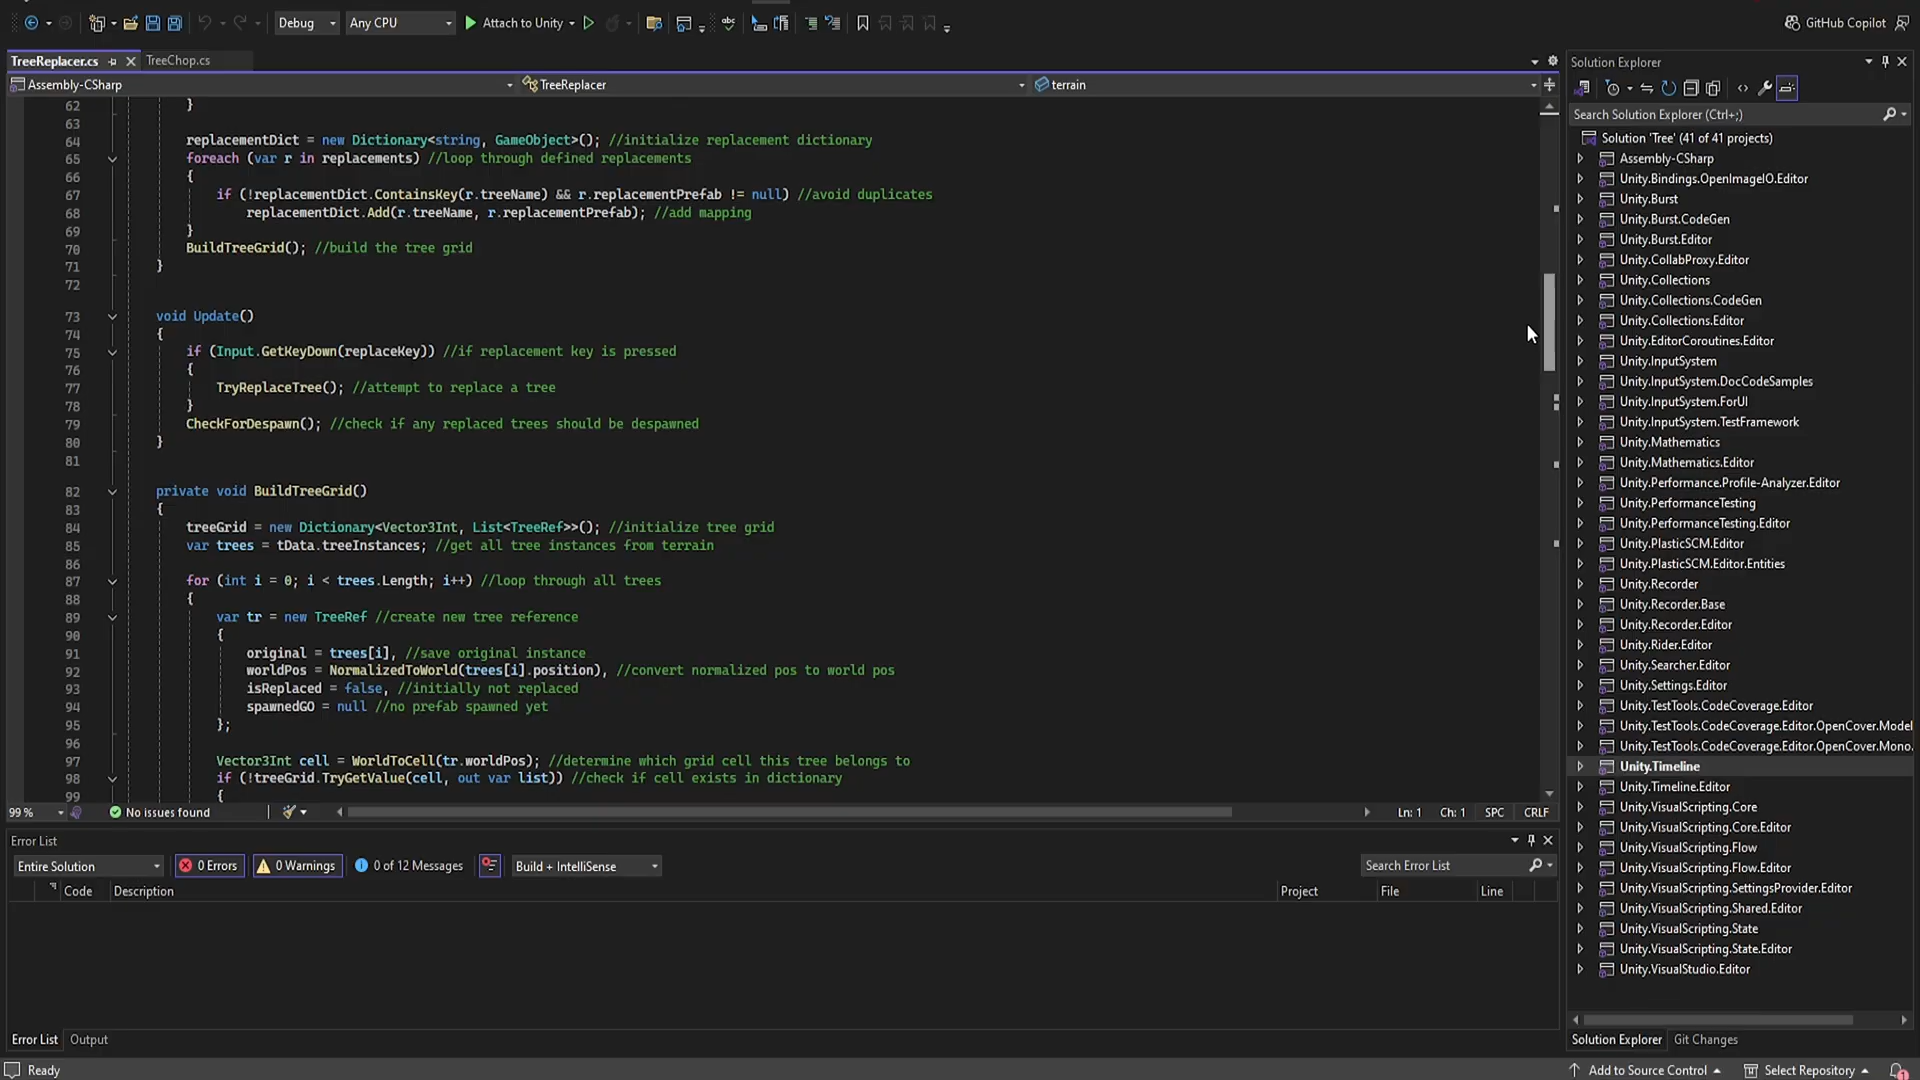 Debug
Any CPU
Attach to Unity
GitHub Copilot
TreeReplacer.cs
TreeChop.cs
Assembly-CSharp
TreeReplacer
terrain
62 }
63
64 replacementDict = new Dictionary<string, GameObject>(); //initialize replacement dictionary
65 foreach (var r in replacements) //loop through defined replacements
66 {
67 if (!replacementDict.ContainsKey(r.treeName) && r.replacementPrefab != null) //avoid duplicates
68 replacementDict.Add(r.treeName, r.replacementPrefab); //add mapping
69 }
70 BuildTreeGrid(); //build the tree grid
71 }
72
73 void Update()
74 {
75 if (Input.GetKeyDown(replaceKey)) //if replacement key is pressed
76 {
77 TryReplaceTree(); //attempt to replace a tree
78 }
79 CheckForDespawn(); //check if any replaced trees should be despawned
80 }
81
82 private void BuildTreeGrid()
83 {
84 treeGrid = new Dictionary<Vector3Int, List<TreeRef>>(); //initialize tree grid
85 var trees = tData.treeInstances; //get all tree instances from terrain
86
87 for (int i = 0; i < trees.Length; i++) //loop through all trees
88 {
89 var tr = new TreeRef //create new tree reference
90 {
91 original = trees[i], //save original instance
92 worldPos = NormalizedToWorld(trees[i].position), //convert normalized pos to world pos
93 isReplaced = false, //initially not replaced
94 spawnedGO = null //no prefab spawned yet
95 };
96
97 Vector3Int cell = WorldToCell(tr.worldPos); //determine which grid cell this tree belongs to
98 if (!treeGrid.TryGetValue(cell, out var list)) //check if cell exists in dictionary
99 {
99 %
No issues found
Ln: 1
Ch: 1
SPC
CRLF
Error List
Entire Solution
0 Errors
0 Warnings
0 of 12 Messages
Build + IntelliSense
Search Error List
Code
Description
Project
File
Line
Error List
Output
Ready
Solution Explorer
Search Solution Explorer (Ctrl+;)
Solution 'Tree' (41 of 41 projects)
Assembly-CSharp
Unity.Bindings.OpenImageIO.Editor
Unity.Burst
Unity.Burst.CodeGen
Unity.Burst.Editor
Unity.CollabProxy.Editor
Unity.Collections
Unity.Collections.CodeGen
Unity.Collections.Editor
Unity.EditorCoroutines.Editor
Unity.InputSystem
Unity.InputSystem.DocCodeSamples
Unity.InputSystem.ForUI
Unity.InputSystem.TestFramework
Unity.Mathematics
Unity.Mathematics.Editor
Unity.Performance.Profile-Analyzer.Editor
Unity.PerformanceTesting
Unity.PerformanceTesting.Editor
Unity.PlasticSCM.Editor
Unity.PlasticSCM.Editor.Entities
Unity.Recorder
Unity.Recorder.Base
Unity.Recorder.Editor
Unity.Rider.Editor
Unity.Searcher.Editor
Unity.Settings.Editor
Unity.TestTools.CodeCoverage.Editor
Unity.TestTools.CodeCoverage.Editor.OpenCover.Model
Unity.TestTools.CodeCoverage.Editor.OpenCover.Mono.
Unity.Timeline
Unity.Timeline.Editor
Unity.VisualScripting.Core
Unity.VisualScripting.Core.Editor
Unity.VisualScripting.Flow
Unity.VisualScripting.Flow.Editor
Unity.VisualScripting.SettingsProvider.Editor
Unity.VisualScripting.Shared.Editor
Unity.VisualScripting.State
Unity.VisualScripting.State.Editor
Unity.VisualStudio.Editor
Solution Explorer
Git Changes
Add to Source Control
Select Repository
1